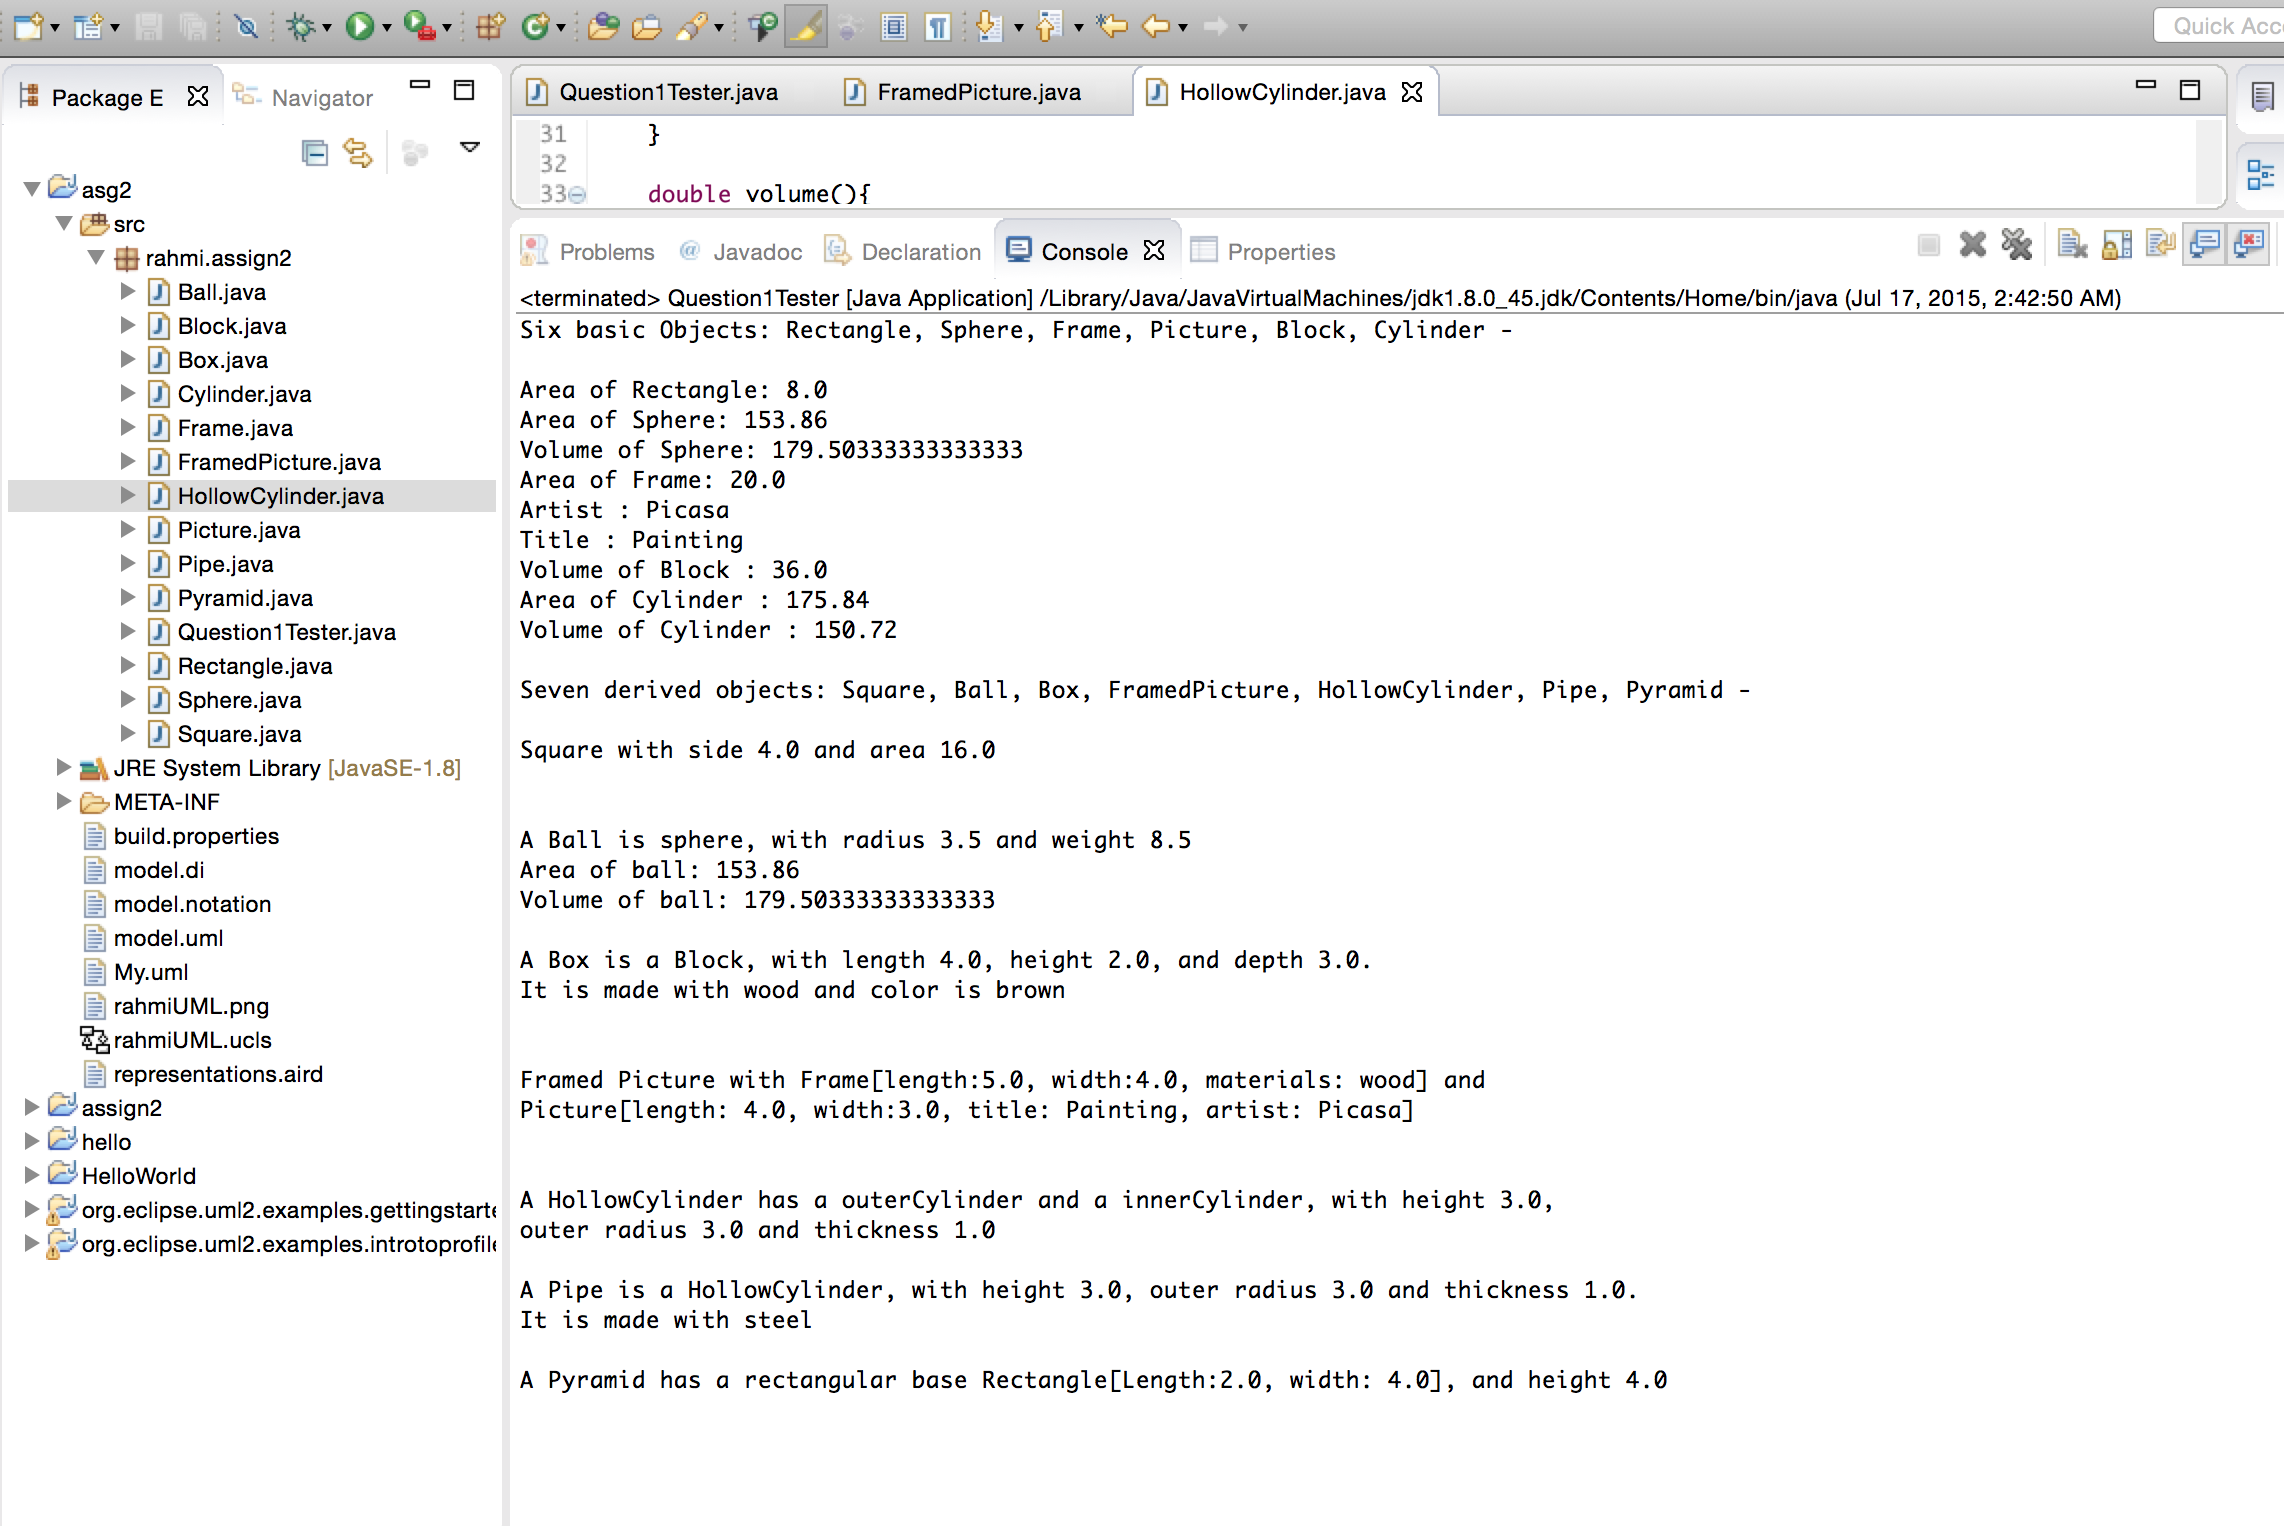 Quick Acc
Package E
Navigator
asg2
src
rahmi.assign2
Ball.java
Block.java
Box.java
Cylinder.java
Frame.java
FramedPicture.java
HollowCylinder.java
Picture.java
Pipe.java
Pyramid.java
Question1Tester.java
Rectangle.java
Sphere.java
Square.java
JRE System Library [JavaSE-1.8]
META-INF
build.properties
model.di
model.notation
model.uml
My.uml
rahmiUML.png
rahmiUML.ucls
representations.aird
assign2
hello
HelloWorld
org.eclipse.uml2.examples.gettingstarte
org.eclipse.uml2.examples.introtoprofile
Question1Tester.java FramedPicture.java HollowCylinder.java
31 }
32
33 double volume(){
Problems Javadoc Declaration Console Properties
<terminated> Question1Tester [Java Application] /Library/Java/JavaVirtualMachines/jdk1.8.0_45.jdk/Contents/Home/bin/java (Jul 17, 2015, 2:42:50 AM)
Six basic Objects: Rectangle, Sphere, Frame, Picture, Block, Cylinder -
Area of Rectangle: 8.0
Area of Sphere: 153.86
Volume of Sphere: 179.50333333333333
Area of Frame: 20.0
Artist : Picasa
Title : Painting
Volume of Block : 36.0
Area of Cylinder : 175.84
Volume of Cylinder : 150.72
Seven derived objects: Square, Ball, Box, FramedPicture, HollowCylinder, Pipe, Pyramid -
Square with side 4.0 and area 16.0
A Ball is sphere, with radius 3.5 and weight 8.5
Area of ball: 153.86
Volume of ball: 179.50333333333333
A Box is a Block, with length 4.0, height 2.0, and depth 3.0.
It is made with wood and color is brown
Framed Picture with Frame[length:5.0, width:4.0, materials: wood] and
Picture[length: 4.0, width:3.0, title: Painting, artist: Picasa]
A HollowCylinder has a outerCylinder and a innerCylinder, with height 3.0,
outer radius 3.0 and thickness 1.0
A Pipe is a HollowCylinder, with height 3.0, outer radius 3.0 and thickness 1.0.
It is made with steel
A Pyramid has a rectangular base Rectangle[Length:2.0, width: 4.0], and height 4.0